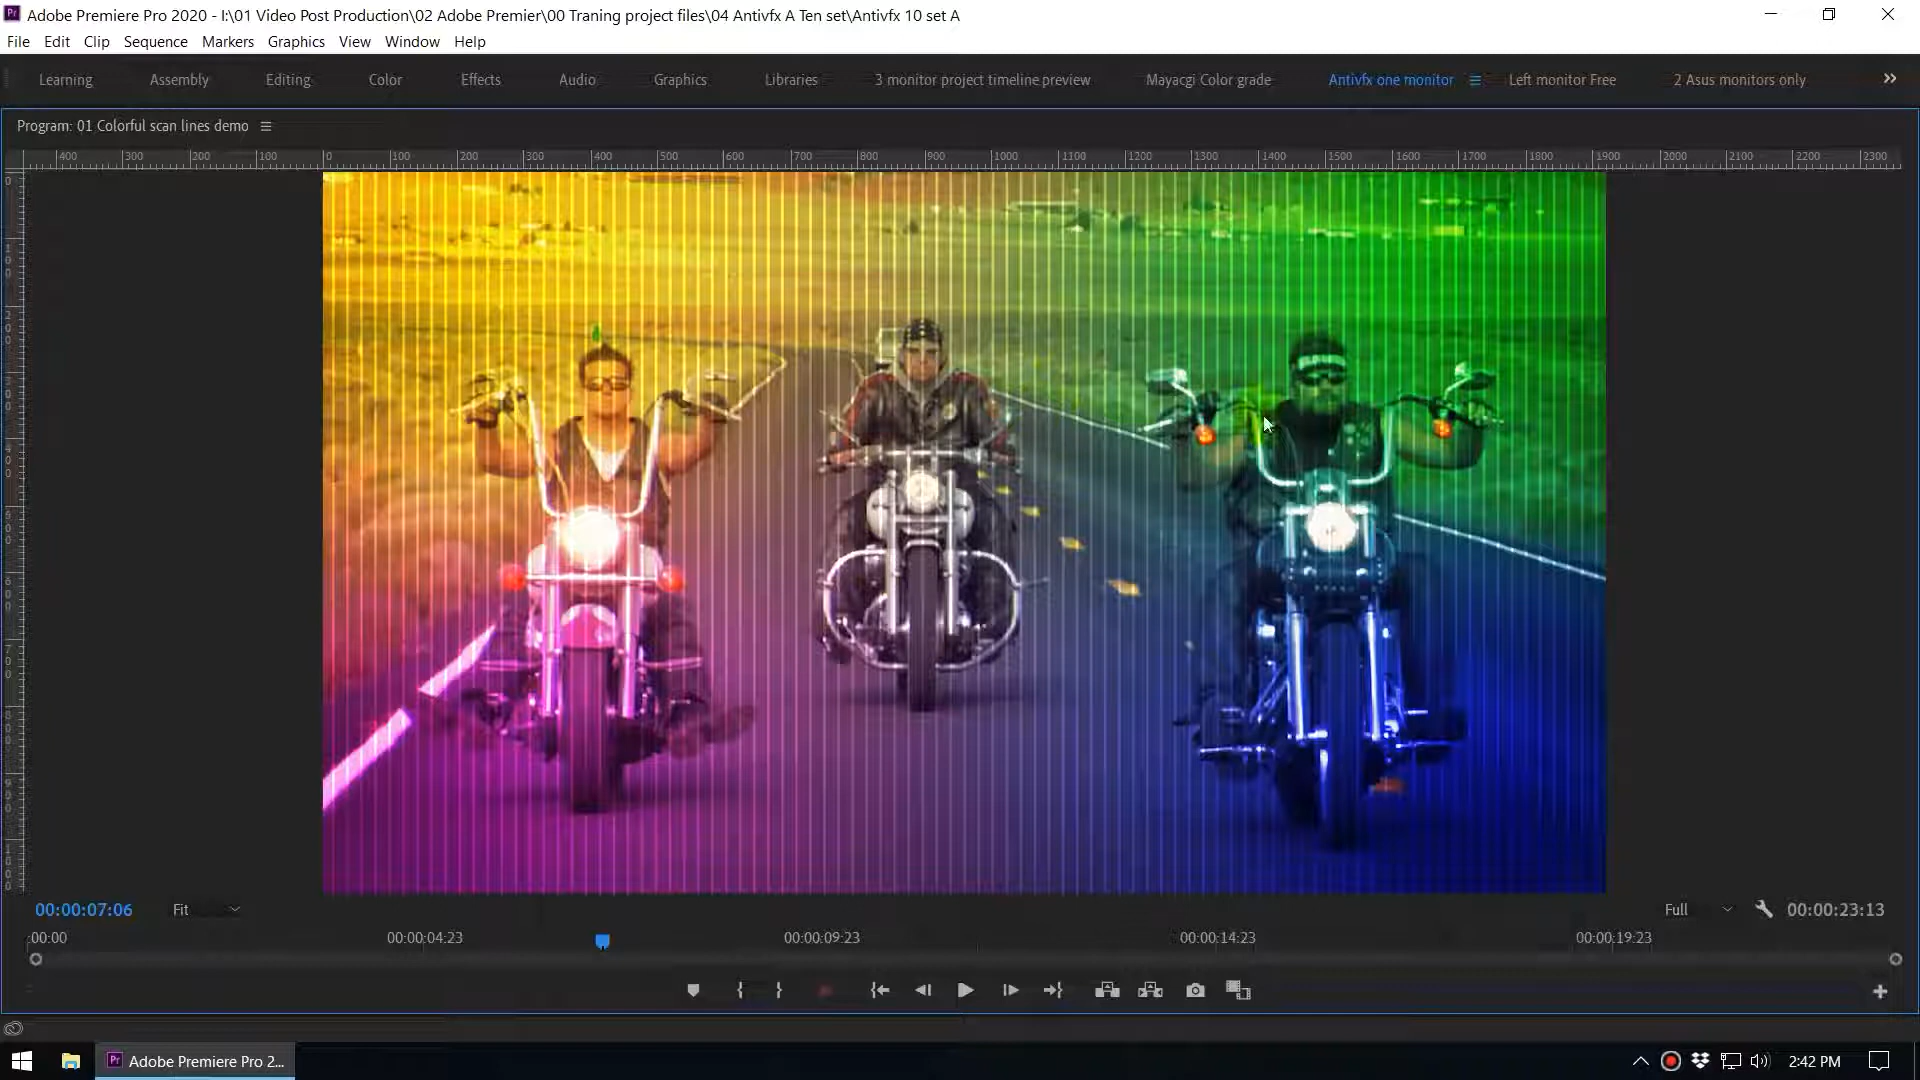 Adobe Premiere Pro 2020 - I:\01 Video Post Production\02 Adobe Premier\00 Traning project files\04 Antivfx A Ten set\Antivfx 10 set A
File Edit Clip Sequence Markers Graphics View Window Help
Learning Assembly Editing Color Effects Audio Graphics Libraries 3 monitor project timeline preview Mayacgi Color grade Antivfx one monitor Left monitor Free 2 Asus monitors only
Program: 01 Colorful scan lines demo
400 300 200 100 0 100 200 300 400 500 600 700 800 900 1000 1100 1200 1300 1400 1500 1600 1700 1800 1900 2000 2100 2200 2300
00:00:07:06 Fit Full 00:00:23:13
:00:00 00:00:04:23 00:00:09:23 00:00:14:23 00:00:19:23
Adobe Premiere Pro 2...
2:42 PM